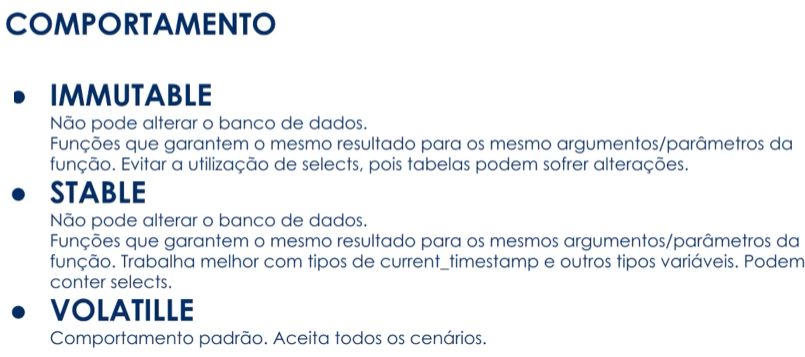 COMPORTAMENTO
● IMMUTABLE
Não pode alterar o banco de dados.
Funções que garantem o mesmo resultado para os mesmo argumentos/parâmetros da
função. Evitar a utilização de selects, pois tabelas podem sofrer alterações.
● STABLE
Não pode alterar o banco de dados.
Funções que garantem o mesmo resultado para os mesmos argumentos/parâmetros da
função. Trabalha melhor com tipos de current_timestamp e outros tipos variáveis. Podem
conter selects.
● VOLATILLE
Comportamento padrão. Aceita todos os cenários.